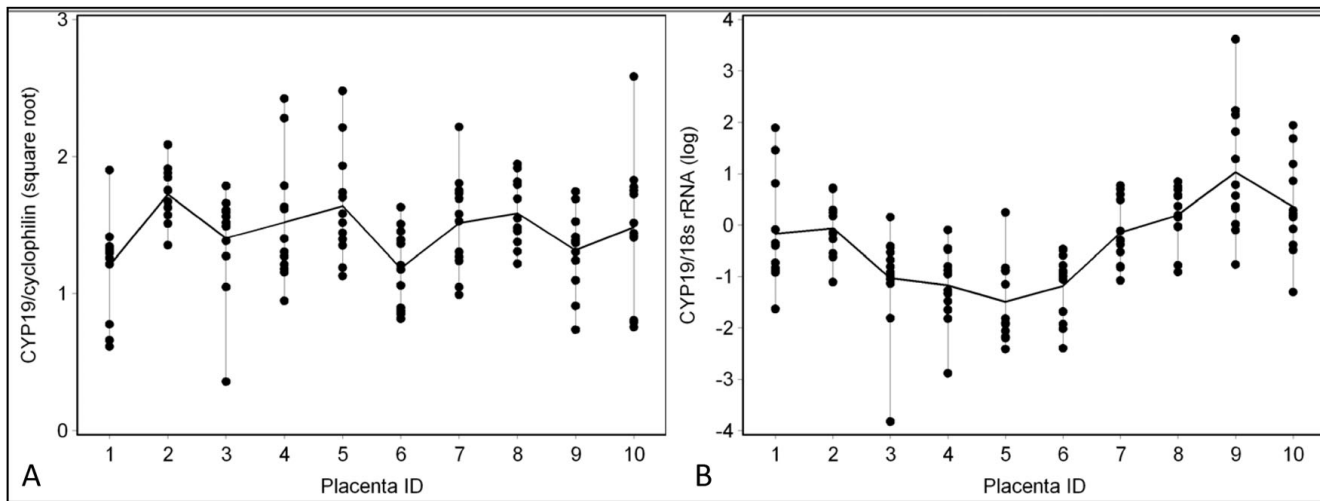 CYP19/cyclophilin (square root)
3
2
1
0
1 2 3 4 5 6 7 8 9 10
Placenta ID
A
CYP19/18s rRNA (log)
4
3
2
1
0
-1
-2
-3
-4
1 2 3 4 5 6 7 8 9 10
Placenta ID
B